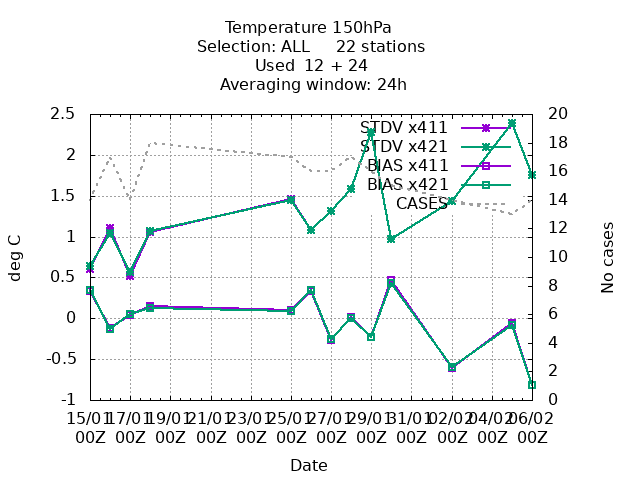 Temperature 150hPa
Selection: ALL 22 stations
Used 12 + 24
Averaging window: 24h
2.5
2
1.5
1
0.5
0
-0.5
-1
deg C
20
18
16
14
12
10
8
6
4
2
0
No cases
STDV x411
STDV x421
BIAS x411
BIAS x421
CASES
15/01 17/01 19/01 21/01 23/01 25/01 27/01 29/01 31/01 02/02 04/02 06/02
00Z 00Z 00Z 00Z 00Z 00Z 00Z 00Z 00Z 00Z 00Z 00Z
Date